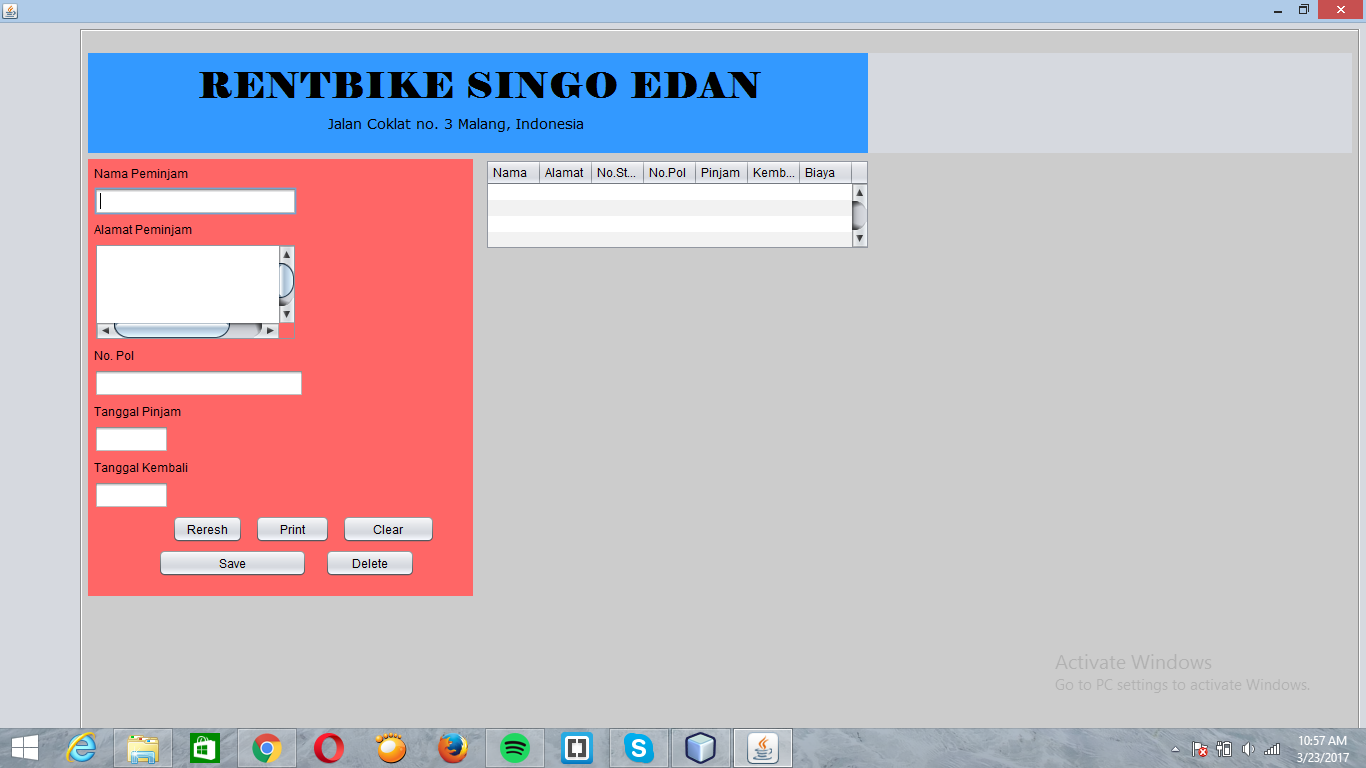 RENTBIKE SINGO EDAN
Jalan Coklat no. 3 Malang, Indonesia
Nama Peminjam
Alamat Peminjam
No. Pol
Tanggal Pinjam
Tanggal Kembali
Reresh Print Clear
Save Delete
Nama Alamat No.St... No.Pol Pinjam Kemb... Biaya
Activate Windows
Go to PC settings to activate Windows.
10:57 AM
3/23/2017